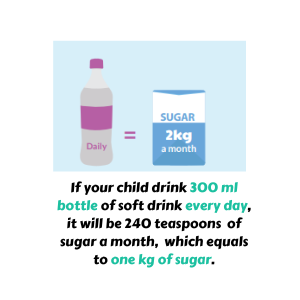 SUGAR
2kg
a month
Daily
=
If your child drink 300 ml
bottle of soft drink every day,
it will be 240 teaspoons of
sugar a month, which equals
to one kg of sugar.